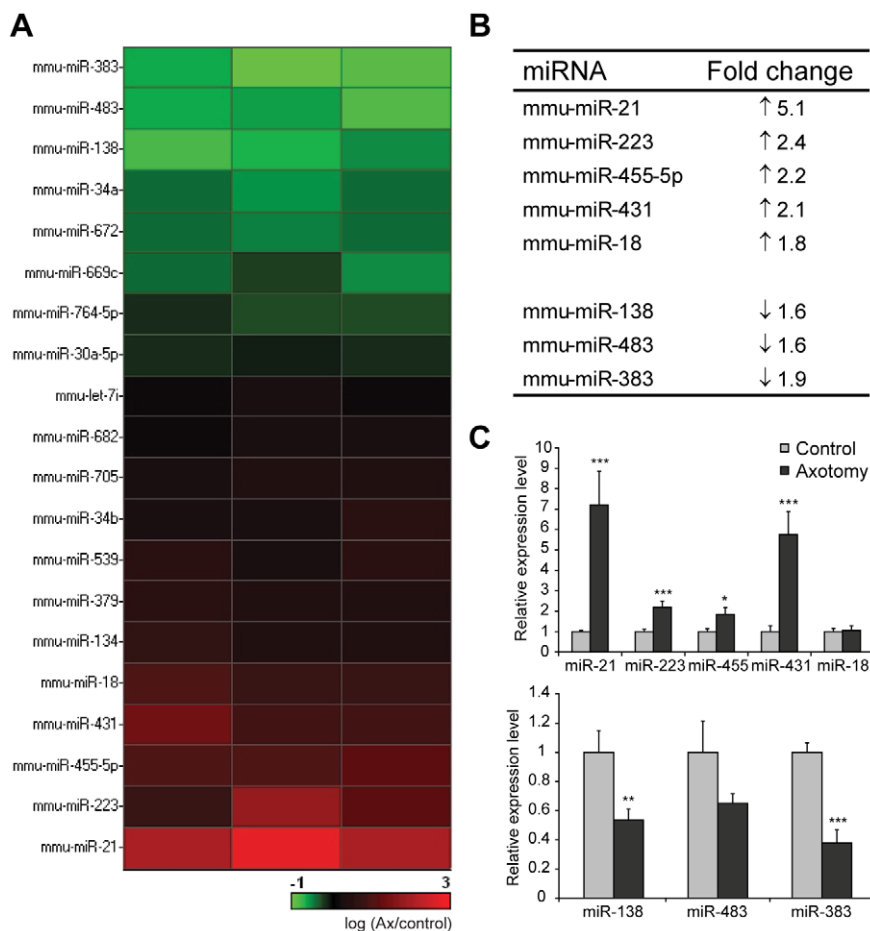 A
mmu-miR-383
mmu-miR-483
mmu-miR-138
mmu-miR-34a
mmu-miR-672
mmu-miR-669c
mmu-miR-764-5p
mmu-miR-30a-5p
mmu-let-7i
mmu-miR-682
mmu-miR-705
mmu-miR-34b
mmu-miR-539
mmu-miR-379
mmu-miR-134
mmu-miR-18
mmu-miR-431
mmu-miR-455-5p
mmu-miR-223
mmu-miR-21
-1 3
log (Ax/control)
B
miRNA Fold change
mmu-miR-21 ↑ 5.1
mmu-miR-223 ↑ 2.4
mmu-miR-455-5p ↑ 2.2
mmu-miR-431 ↑ 2.1
mmu-miR-18 ↑ 1.8
mmu-miR-138 ↓ 1.6
mmu-miR-483 ↓ 1.6
mmu-miR-383 ↓ 1.9
C
Relative expression level
10
9
8
7
6
5
4
3
2
1
0
Control
Axotomy
*** *** * ***
miR-21 miR-223 miR-455 miR-431 miR-18
Relative expression level
1.4
1.2
1
0.8
0.6
0.4
0.2
0
** ***
miR-138 miR-483 miR-383